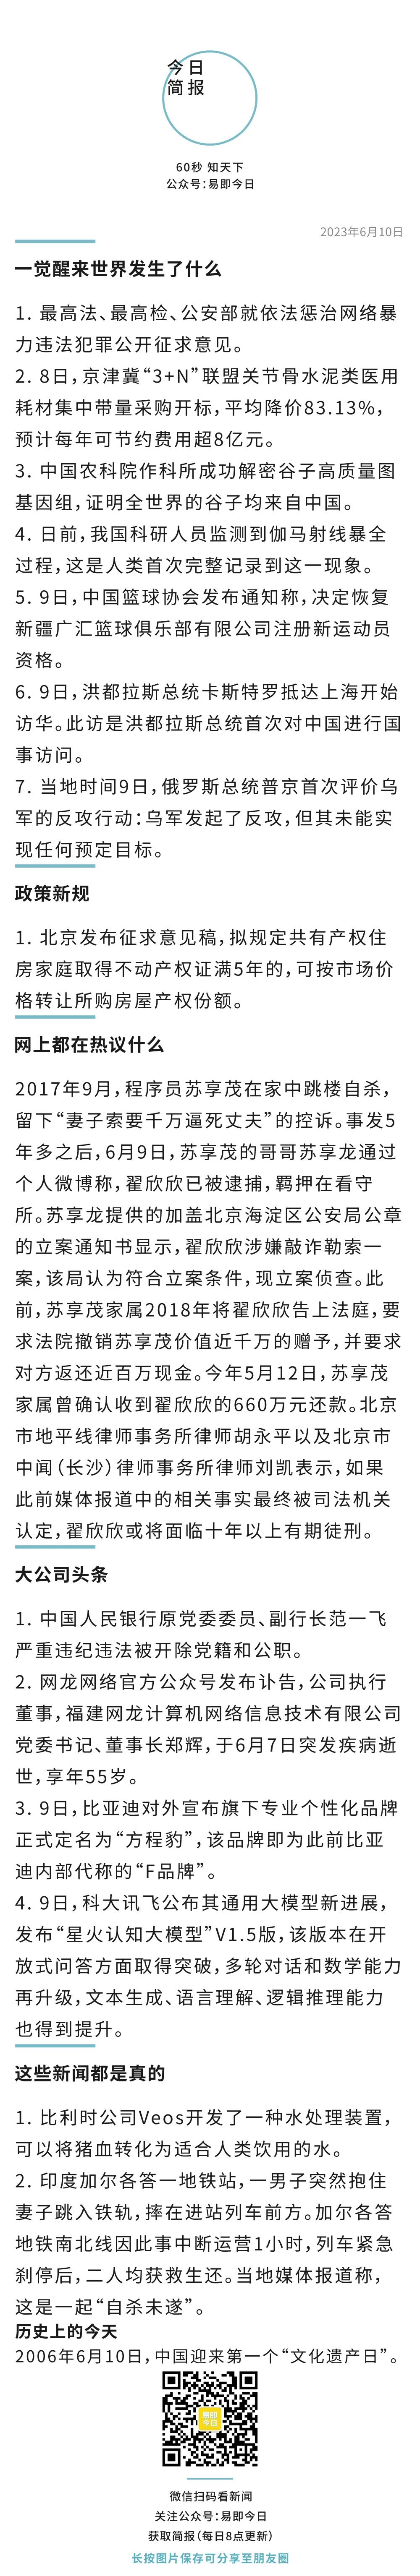 今日
简报
60秒 知天下
公众号:易即今日
2023年6月10日
一觉醒来世界发生了什么
1. 最高法、最高检、公安部就依法惩治网络暴
力违法犯罪公开征求意见。
2. 8日,京津冀“3+N”联盟关节骨水泥类医用
耗材集中带量采购开标,平均降价83.13%,
预计每年可节约费用超8亿元。
3. 中国农科院作科所成功解密谷子高质量图
基因组,证明全世界的谷子均来自中国。
4. 日前,我国科研人员监测到伽马射线暴全
过程,这是人类首次完整记录到这一现象。
5. 9日,中国篮球协会发布通知称,决定恢复
新疆广汇篮球俱乐部有限公司注册新运动员
资格。
6. 9日,洪都拉斯总统卡斯特罗抵达上海开始
访华。此访是洪都拉斯总统首次对中国进行国
事访问。
7. 当地时间9日,俄罗斯总统普京首次评价乌
军的反攻行动:乌军发起了反攻,但其未能实
现任何预定目标。
政策新规
1. 北京发布征求意见稿,拟规定共有产权住
房家庭取得不动产权证满5年的,可按市场价
格转让所购房屋产权份额。
网上都在热议什么
2017年9月,程序员苏享茂在家中跳楼自杀,
留下“妻子索要千万逼死丈夫”的控诉。事发5
年多之后,6月9日,苏享茂的哥哥苏享龙通过
个人微博称,翟欣欣已被逮捕,羁押在看守
所。苏享龙提供的加盖北京海淀区公安局公章
的立案通知书显示,翟欣欣涉嫌敲诈勒索一
案,该局认为符合立案条件,现立案侦查。此
前,苏享茂家属2018年将翟欣欣告上法庭,要
求法院撤销苏享茂价值近千万的赠予,并要求
对方返还近百万现金。今年5月12日,苏享茂
家属曾确认收到翟欣欣的660万元还款。北京
市地平线律师事务所律师胡永平以及北京市
中闻(长沙)律师事务所律师刘凯表示,如果
此前媒体报道中的相关事实最终被司法机关
认定,翟欣欣或将面临十年以上有期徒刑。
大公司头条
1. 中国人民银行原党委委员、副行长范一飞
严重违纪违法被开除党籍和公职。
2. 网龙网络官方公众号发布讣告,公司执行
董事,福建网龙计算机网络信息技术有限公司
党委书记、董事长郑辉,于6月7日突发疾病逝
世,享年55岁。
3. 9日,比亚迪对外宣布旗下专业个性化品牌
正式定名为“方程豹”,该品牌即为此前比亚
迪内部代称的“F品牌”。
4. 9日,科大讯飞公布其通用大模型新进展,
发布“星火认知大模型”V1.5版,该版本在开
放式问答方面取得突破,多轮对话和数学能力
再升级,文本生成、语言理解、逻辑推理能力
也得到提升。
这些新闻都是真的
1. 比利时公司Veos开发了一种水处理装置,
可以将猪血转化为适合人类饮用的水。
2. 印度加尔各答一地铁站,一男子突然抱住
妻子跳入铁轨,摔在进站列车前方。加尔各答
地铁南北线因此事中断运营1小时,列车紧急
刹停后,二人均获救生还。当地媒体报道称,
这是一起“自杀未遂”。
历史上的今天
2006年6月10日,中国迎来第一个“文化遗产日”。
易即
今日
微信扫码看新闻
关注公众号:易即今日
获取简报(每日8点更新)
长按图片保存可分享至朋友圈